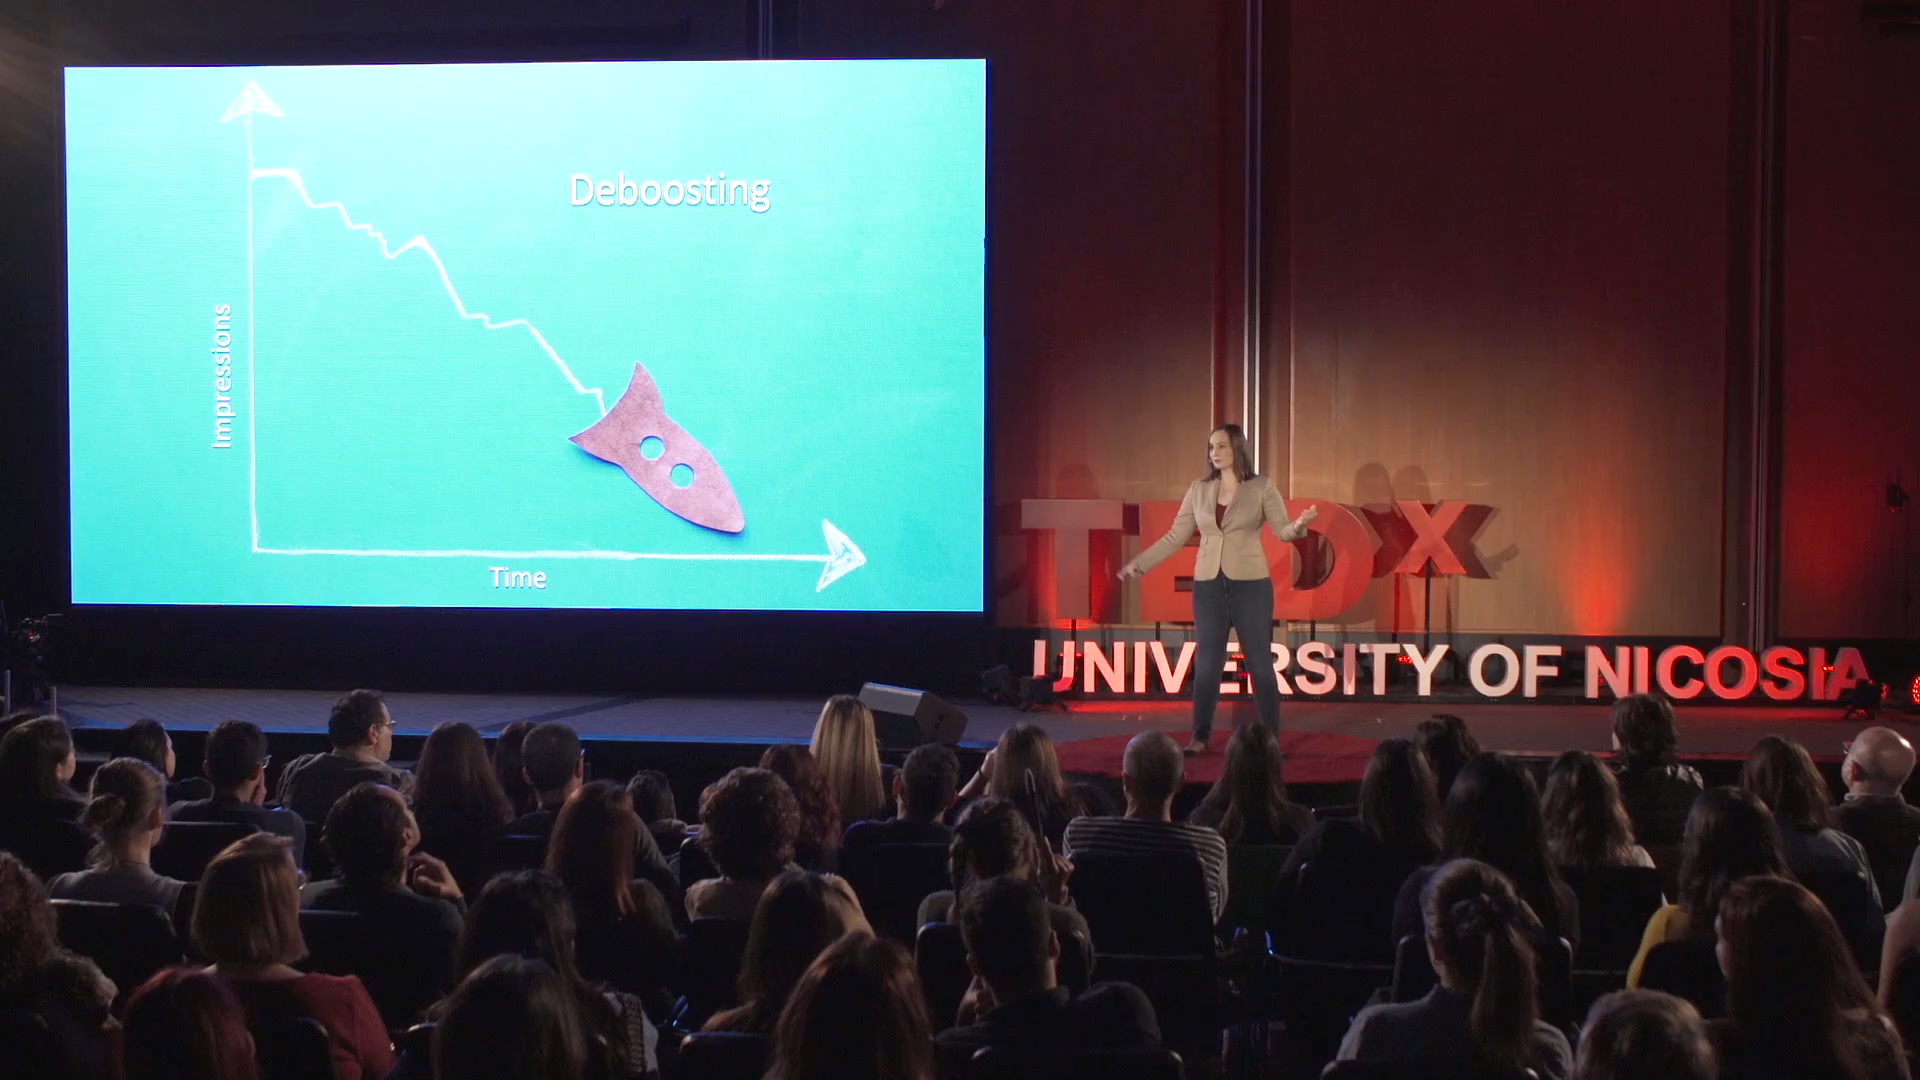 Deboosting
Impressions
Time
TEDx
UNIVERSITY OF NICOSIA